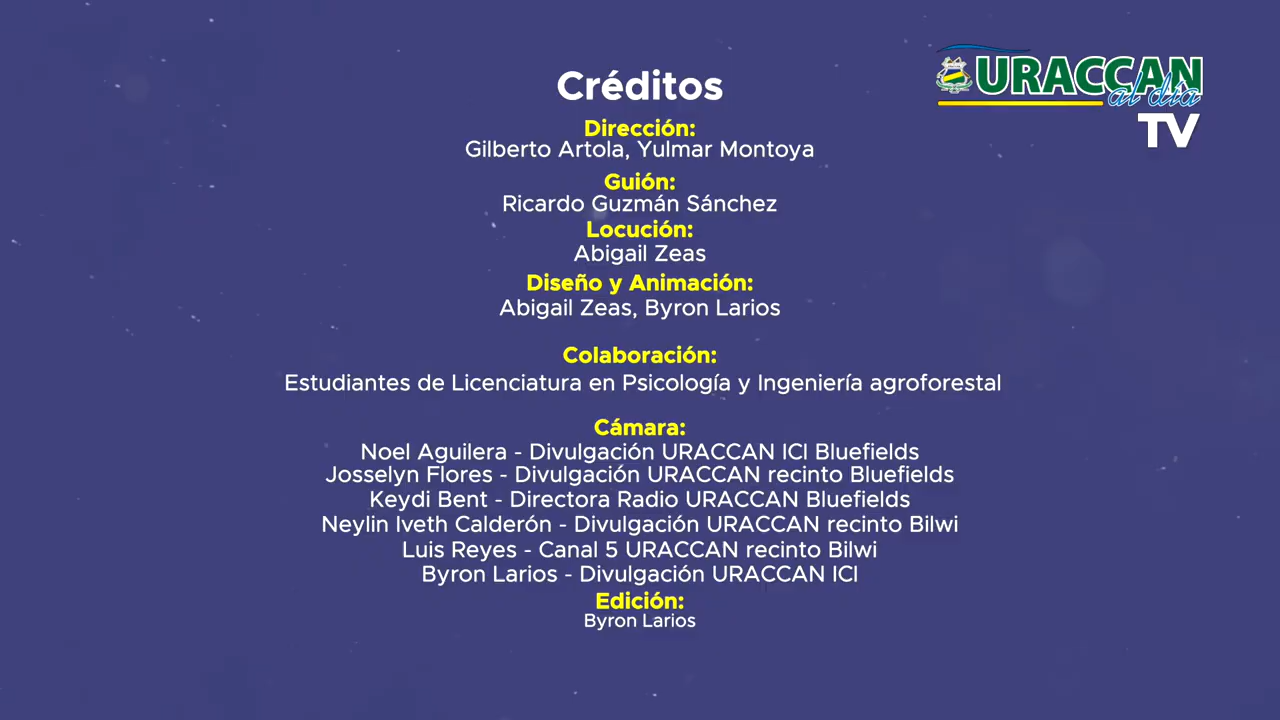 Créditos
URACCAN
al día
TV
Dirección:
Gilberto Artola, Yulmar Montoya
Guión:
Ricardo Guzmán Sánchez
Locución:
Abigail Zeas
Diseño y Animación:
Abigail Zeas, Byron Larios
Colaboración:
Estudiantes de Licenciatura en Psicología y Ingeniería agroforestal
Cámara:
Noel Aguilera - Divulgación URACCAN ICI Bluefields
Josselyn Flores - Divulgación URACCAN recinto Bluefields
Keydi Bent - Directora Radio URACCAN Bluefields
Neylin Iveth Calderón - Divulgación URACCAN recinto Bilwi
Luis Reyes - Canal 5 URACCAN recinto Bilwi
Byron Larios - Divulgación URACCAN ICI
Edición:
Byron Larios